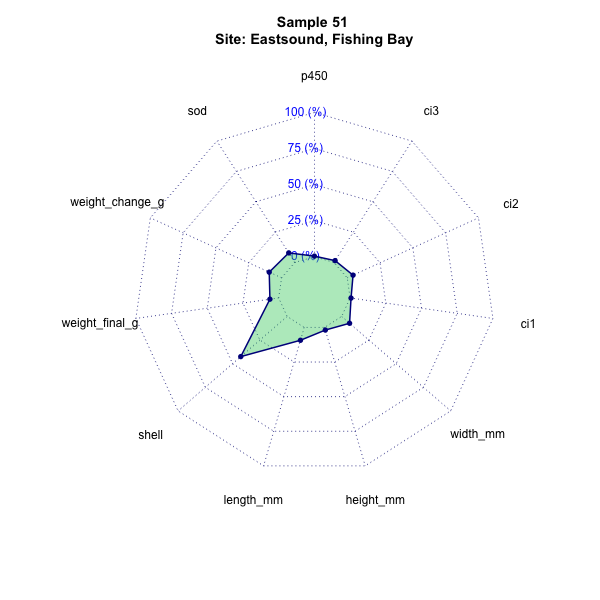 Sample 51
Site: Eastsound, Fishing Bay
p450
sod
ci3
100 (%)
75 (%)
weight_change_g
ci2
50 (%)
25 (%)
0 (%)
weight_final_g
ci1
shell
width_mm
length_mm
height_mm